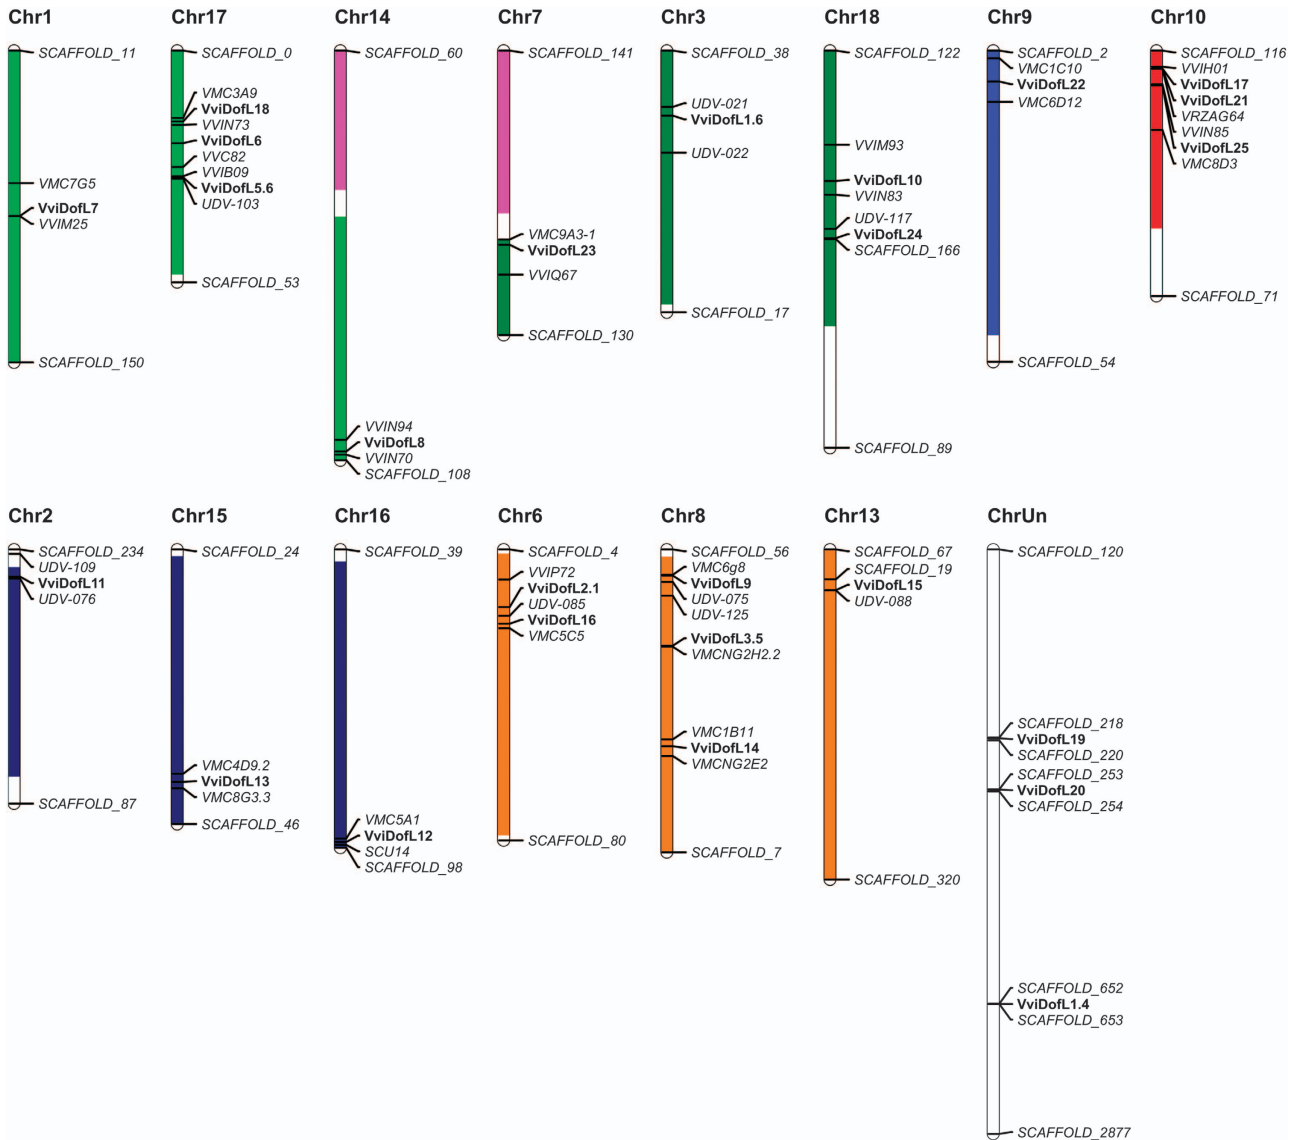 Chr1
SCAFFOLD_11
VMC7G5
VviDofL7
VVIM25
SCAFFOLD_150
Chr17
SCAFFOLD_0
VMC3A9
VviDofL18
VVIN73
VviDofL6
VVC82
VVIB09
VviDofL5.6
UDV-103
SCAFFOLD_53
Chr14
SCAFFOLD_60
VVIN94
VviDofL8
VVIN70
SCAFFOLD_108
Chr7
SCAFFOLD_141
VMC9A3-1
VviDofL23
VVIQ67
SCAFFOLD_130
Chr3
SCAFFOLD_38
UDV-021
VviDofL1.6
UDV-022
SCAFFOLD_17
Chr18
SCAFFOLD_122
VVIM93
VviDofL10
VVIN83
UDV-117
VviDofL24
SCAFFOLD_166
SCAFFOLD_89
Chr9
SCAFFOLD_2
VMC1C10
VviDofL22
VMC6D12
SCAFFOLD_54
Chr10
SCAFFOLD_116
VVIH01
VviDofL17
VviDofL21
VRZAG64
VVIN85
VviDofL25
VMC8D3
SCAFFOLD_71
Chr2
SCAFFOLD_234
UDV-109
VviDofL11
UDV-076
SCAFFOLD_87
Chr15
SCAFFOLD_24
VMC4D9.2
VviDofL13
VMC8G3.3
SCAFFOLD_46
Chr16
SCAFFOLD_39
VMC5A1
VviDofL12
SCU14
SCAFFOLD_98
Chr6
SCAFFOLD_4
VVIP72
VviDofL2.1
UDV-085
VviDofL16
VMC5C5
SCAFFOLD_80
Chr8
SCAFFOLD_56
VMC6g8
VviDofL9
UDV-075
UDV-125
VviDofL3.5
VMCNG2H2.2
VMC1B11
VviDofL14
VMCNG2E2
SCAFFOLD_7
Chr13
SCAFFOLD_67
SCAFFOLD_19
VviDofL15
UDV-088
SCAFFOLD_320
ChrUn
SCAFFOLD_120
SCAFFOLD_218
VviDofL19
SCAFFOLD_220
SCAFFOLD_253
VviDofL20
SCAFFOLD_254
SCAFFOLD_652
VviDofL1.4
SCAFFOLD_653
SCAFFOLD_2877